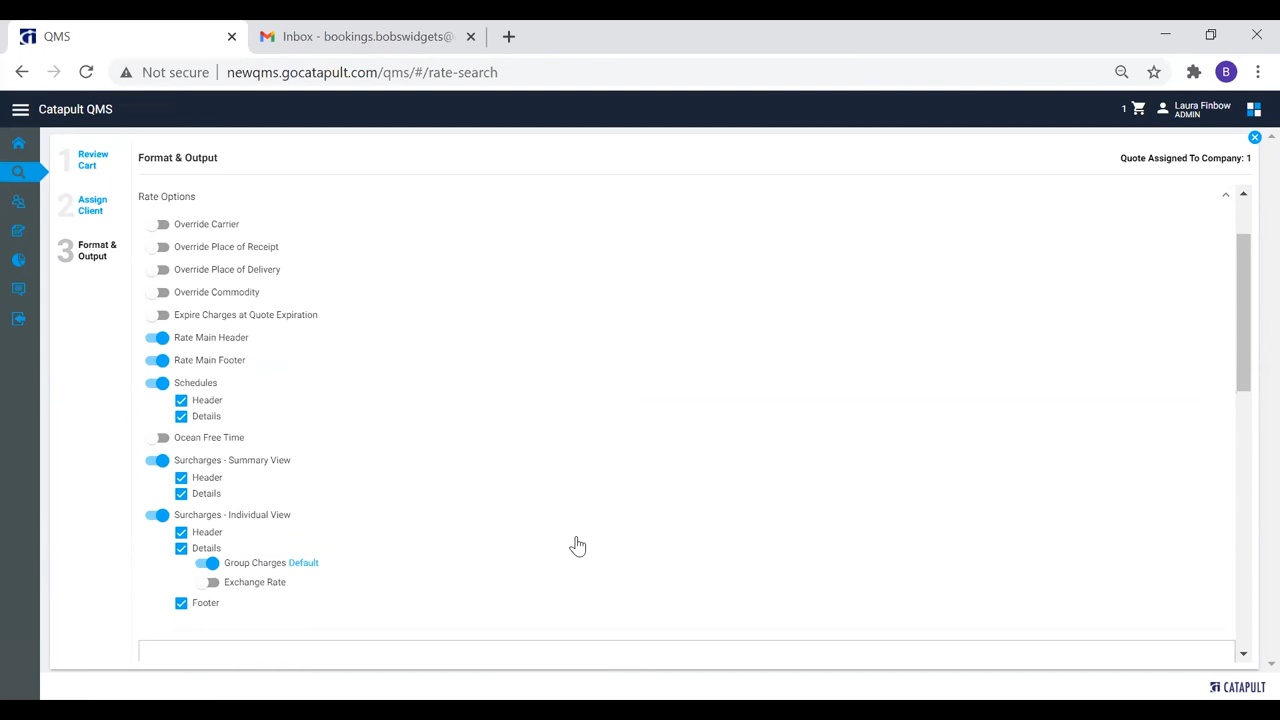 QMS
Inbox - bookings.bobswidgets@
Not secure newqms.gocatapult.com/qms/#/rate-search
B
Catapult QMS
1
Laura Finbow
ADMIN
1 Review Cart
2 Assign Client
3 Format & Output
Format & Output
Quote Assigned To Company: 1
Rate Options
Override Carrier
Override Place of Receipt
Override Place of Delivery
Override Commodity
Expire Charges at Quote Expiration
Rate Main Header
Rate Main Footer
Schedules
Header
Details
Ocean Free Time
Surcharges - Summary View
Header
Details
Surcharges - Individual View
Header
Details
Group Charges Default
Exchange Rate
Footer
CATAPULT